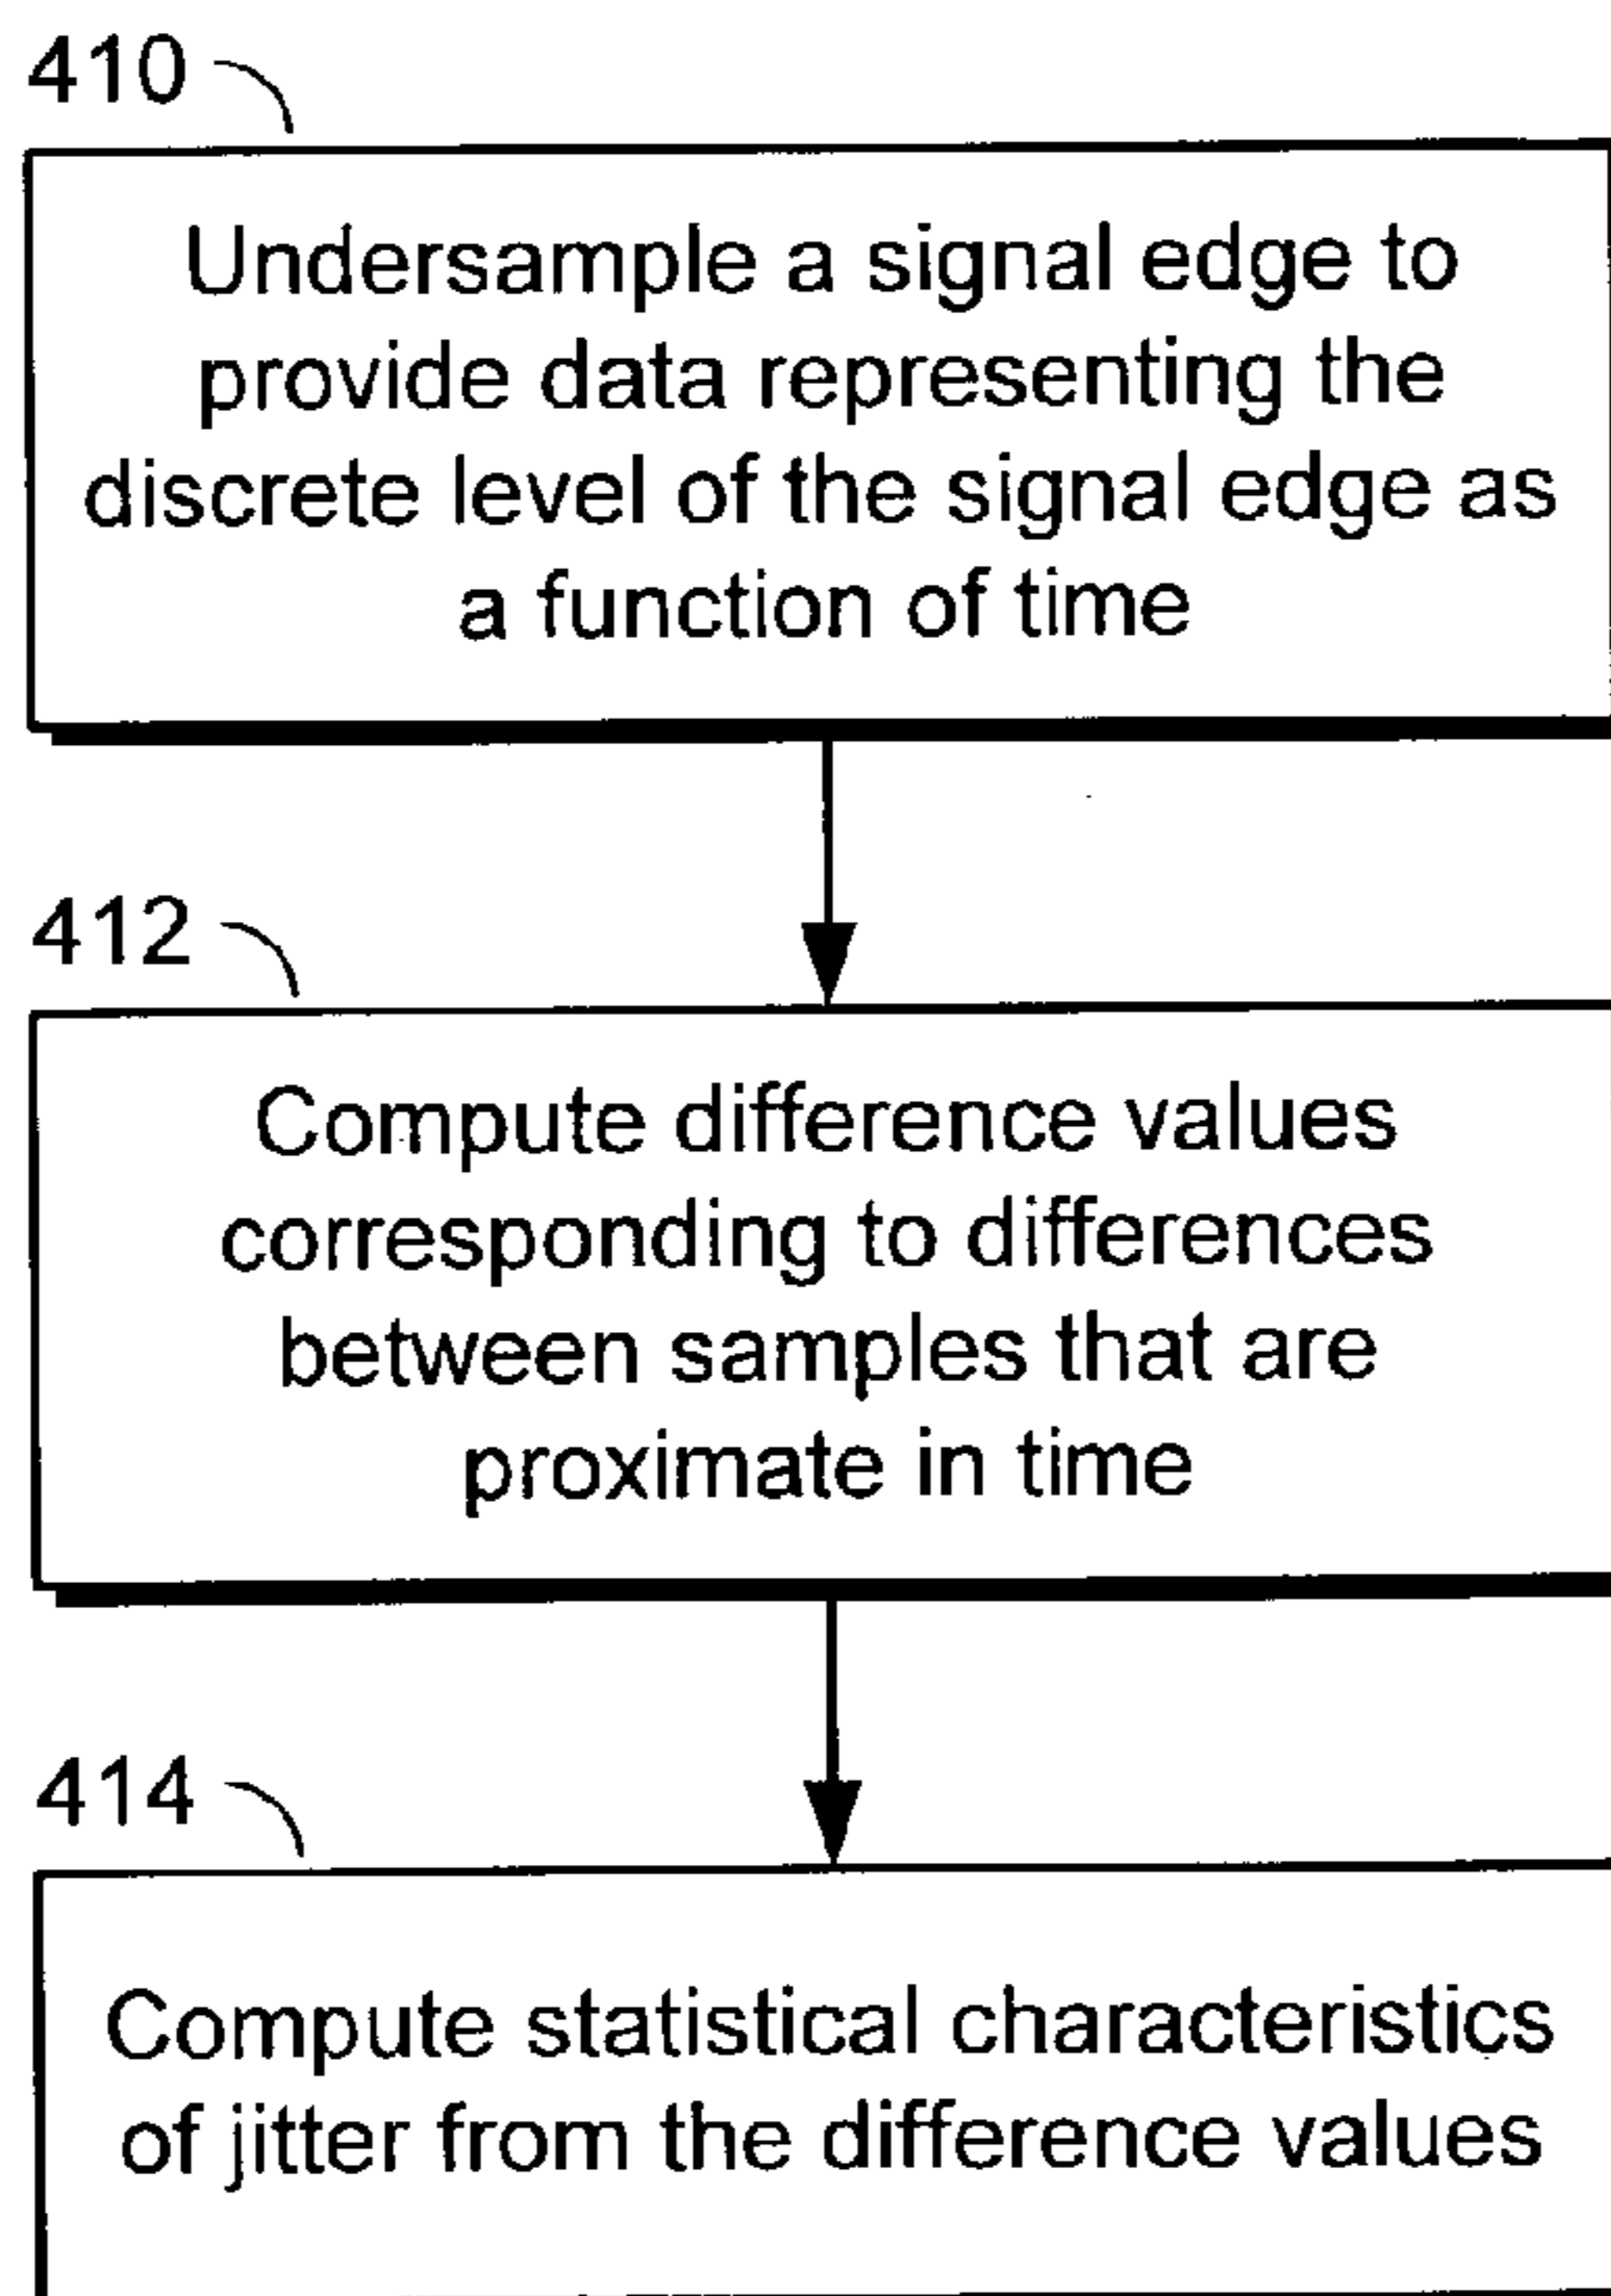 410
Undersample a signal edge to
provide data representing the
discrete level of the signal edge as
a function of time
412
Compute difference values
corresponding to differences
between samples that are
proximate in time
414
Compute statistical characteristics
of jitter from the difference values